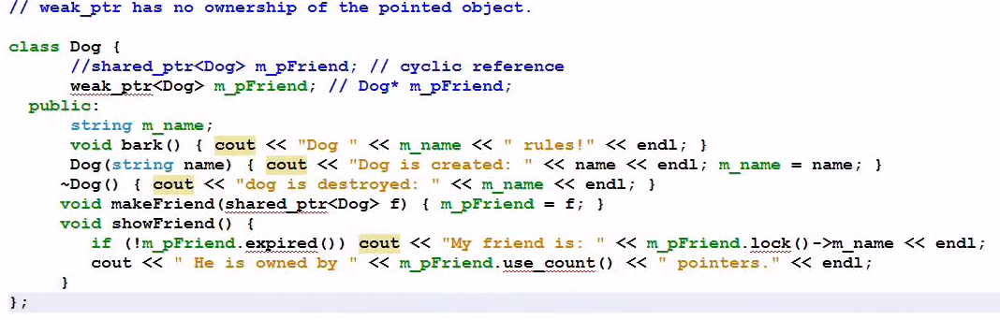 // weak_ptr has no ownership of the pointed object.
class Dog {
//shared_ptr<Dog> m_pFriend; // cyclic reference
weak_ptr<Dog> m_pFriend; // Dog* m_pFriend;
public:
string m_name;
void bark() { cout << "Dog " << m_name << " rules!" << endl; }
Dog(string name) { cout << "Dog is created: " << name << endl; m_name = name; }
~Dog() { cout << "dog is destroyed: " << m_name << endl; }
void makeFriend(shared_ptr<Dog> f) { m_pFriend = f; }
void showFriend() {
if (!m_pFriend.expired()) cout << "My friend is: " << m_pFriend.lock()->m_name << endl;
cout << " He is owned by " << m_pFriend.use_count() << " pointers." << endl;
}
};